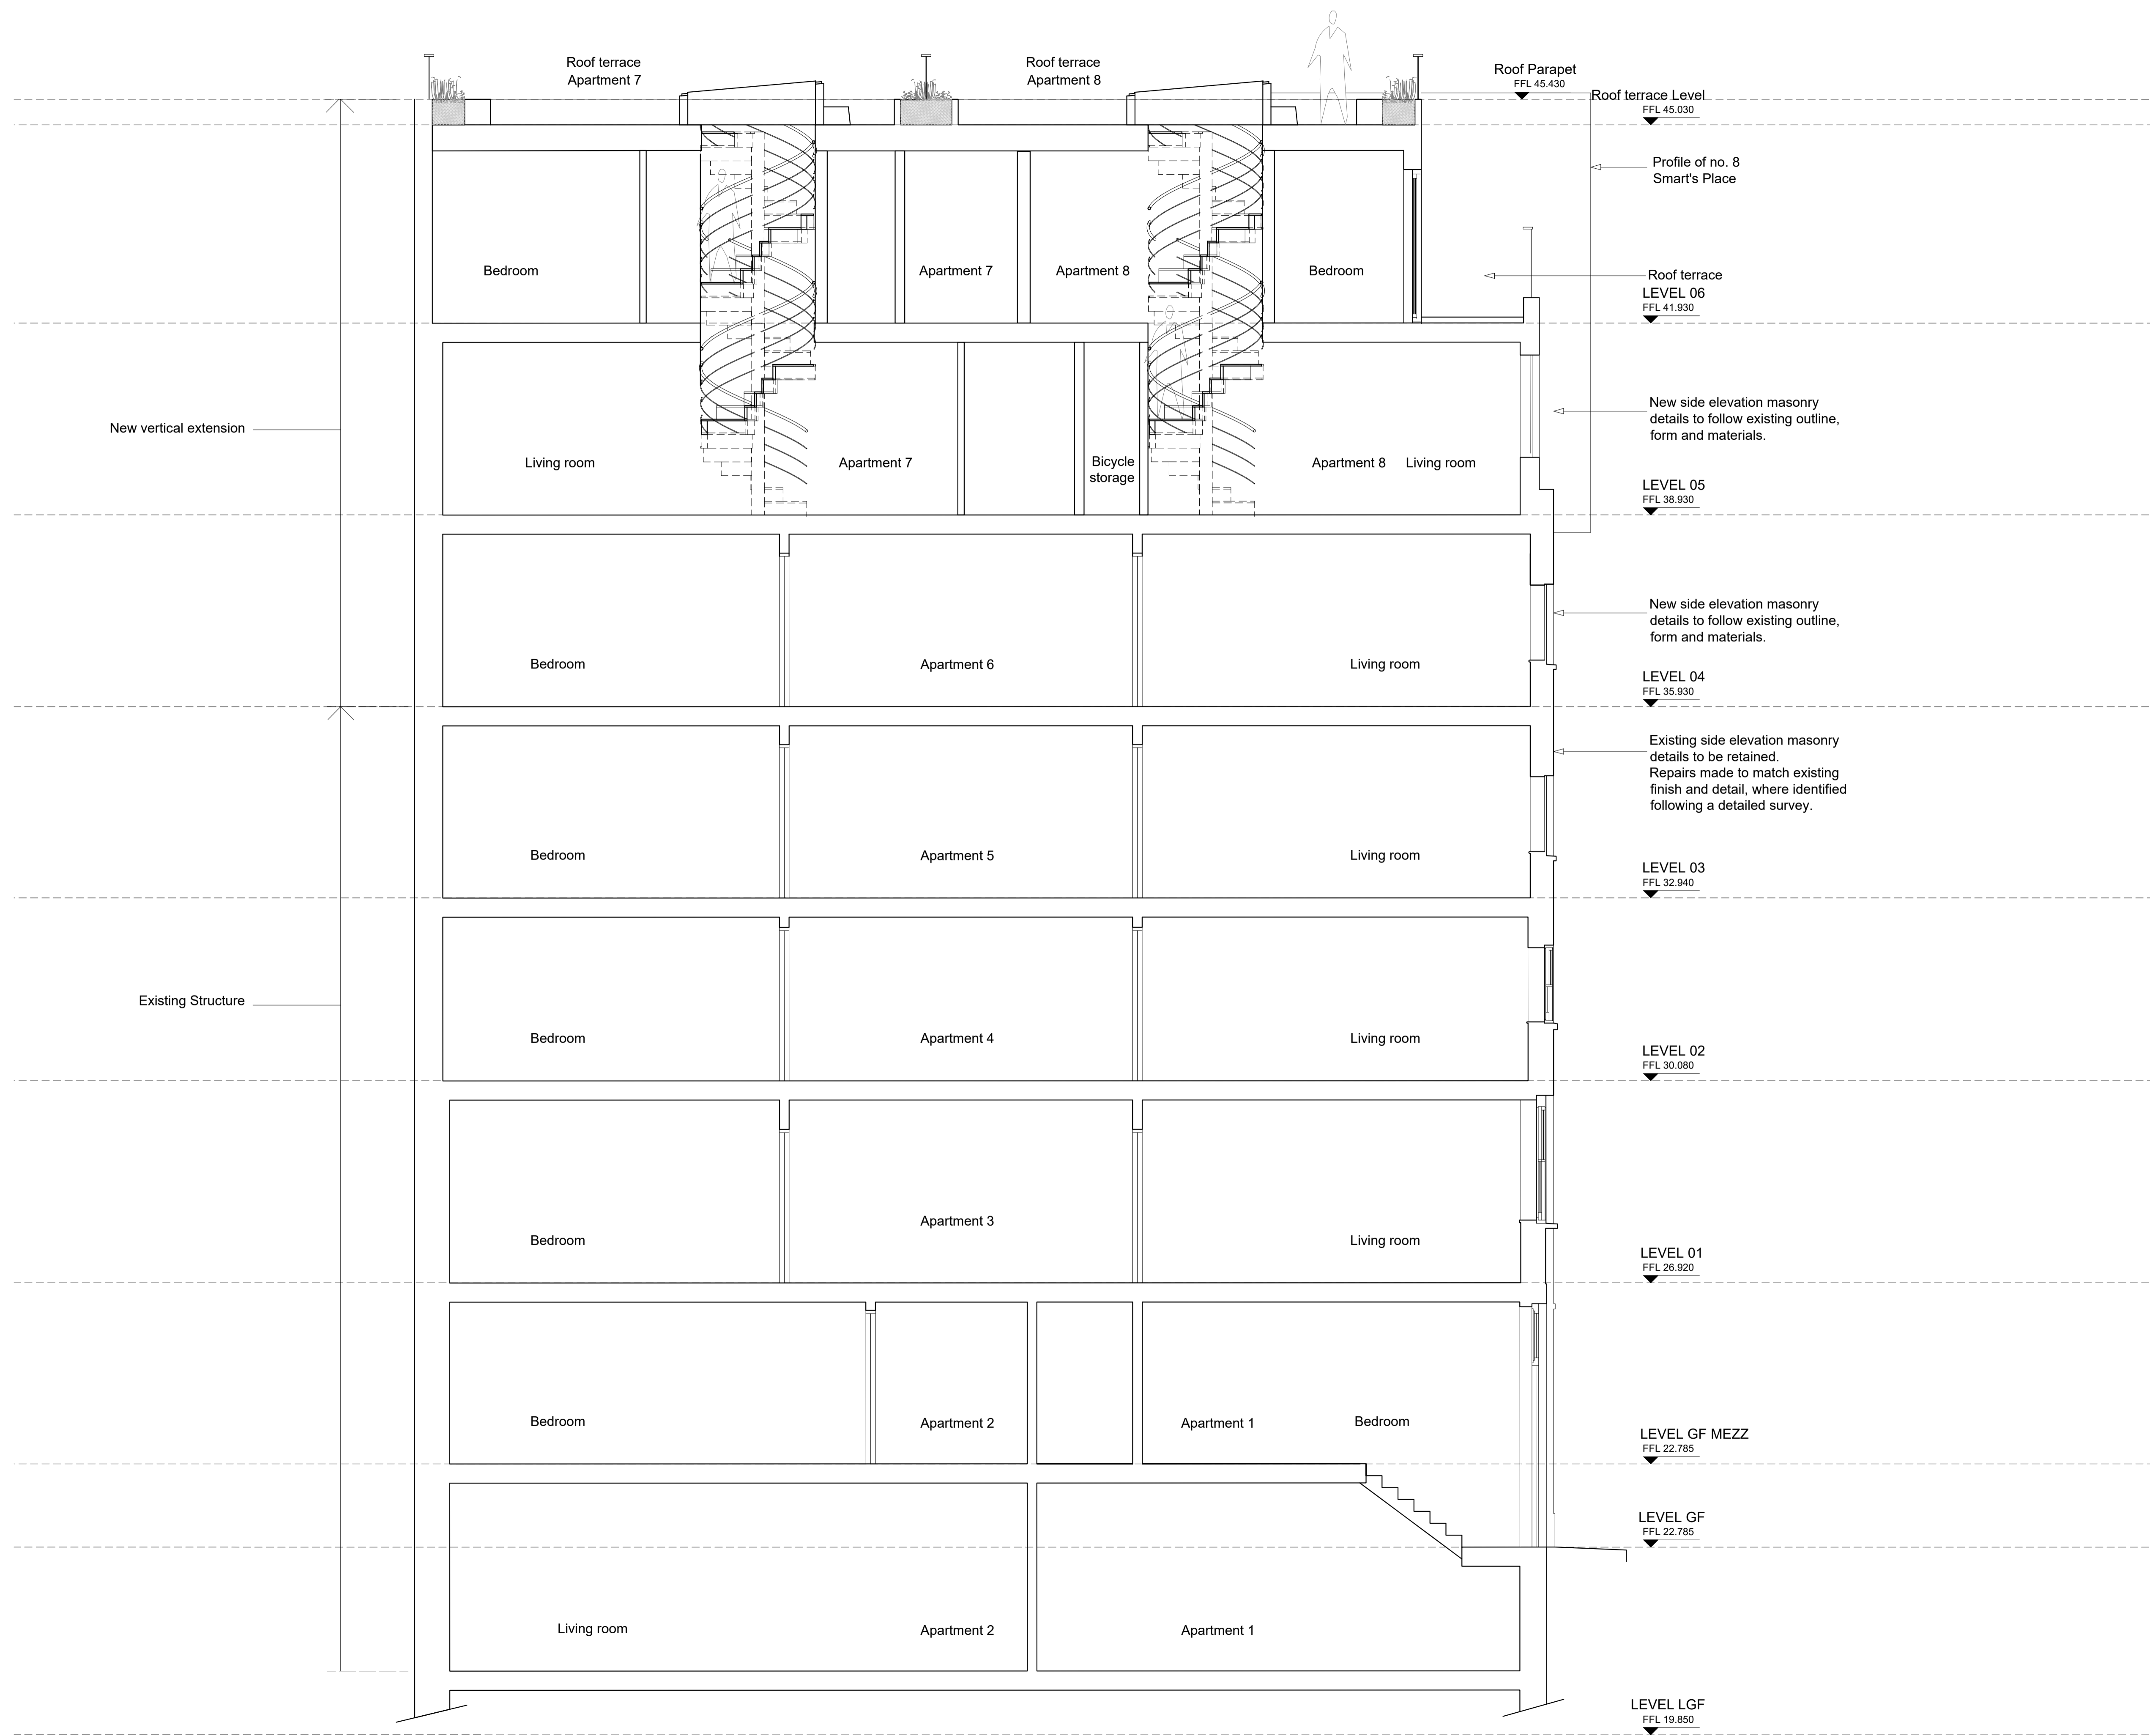 Roof terrace
Apartment 7
Roof terrace
Apartment 8
Roof Parapet
FFL 45.430
Roof terrace Level
FFL 45.030
Profile of no. 8
Smart's Place
Bedroom
Apartment 7
Apartment 8
Bedroom
Roof terrace
LEVEL 06
FFL 41.930
New vertical extension
New side elevation masonry
details to follow existing outline,
form and materials.
Living room
Apartment 7
Bicycle
storage
Apartment 8
Living room
LEVEL 05
FFL 38.930
New side elevation masonry
details to follow existing outline,
form and materials.
Bedroom
Apartment 6
Living room
LEVEL 04
FFL 35.930
Existing side elevation masonry
details to be retained.
Repairs made to match existing
finish and detail, where identified
following a detailed survey.
Bedroom
Apartment 5
Living room
LEVEL 03
FFL 32.940
Existing Structure
Bedroom
Apartment 4
Living room
LEVEL 02
FFL 30.080
Apartment 3
Bedroom
Living room
LEVEL 01
FFL 26.920
Bedroom
Apartment 2
Apartment 1
Bedroom
LEVEL GF MEZZ
FFL 22.785
LEVEL GF
FFL 22.785
Living room
Apartment 2
Apartment 1
LEVEL LGF
FFL 19.850